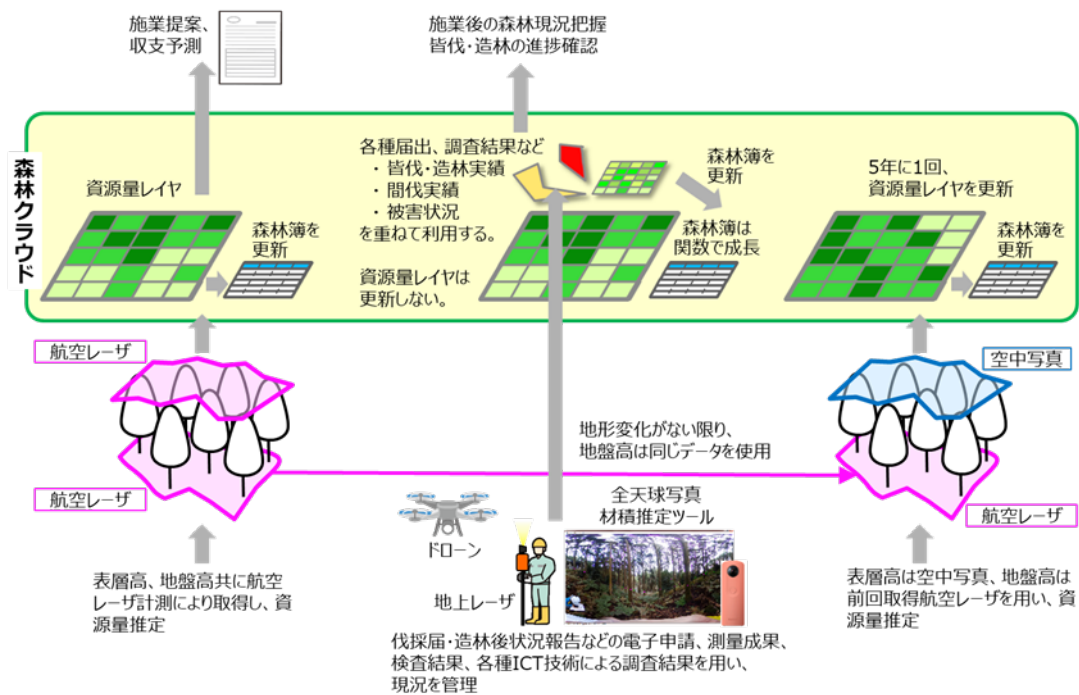 施業提案、
収支予測
施業後の森林現況把握
皆伐・造林の進捗確認
森林クラウド
資源量レイヤ
森林簿を
更新
各種届出、調査結果など
・皆伐・造林実績
・間伐実績
・被害状況
を重ねて利用する。
資源量レイヤは
更新しない。
森林簿を
更新
森林簿は
関数で成長
5年に1回、
資源量レイヤを更新
森林簿を
更新
航空レーザ
航空レーザ
空中写真
航空レーザ
地形変化がない限り、
地盤高は同じデータを使用
ドローン
地上レーザ
全天球写真
材積推定ツール
表層高、地盤高共に航空
レーザ計測により取得し、資
源量推定
伐採届・造林後状況報告などの電子申請、測量成果、
検査結果、各種ICT技術による調査結果を用い、
現況を管理
表層高は空中写真、地盤高は
前回取得航空レーザを用い、資
源量推定